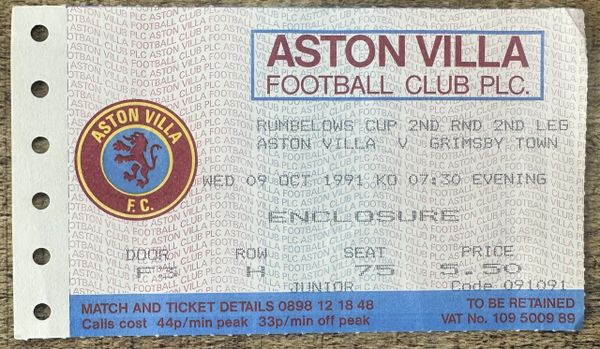 ASTON VILLA
FOOTBALL CLUB PLC.
RUMBELOWS CUP 2ND RND 2ND LEG
ASTON VILLA V GRIMSBY TOWN
ASTON VILLA
F.C.
WED 09 OCT 1991 KO 07:30 EVENING
ENCLOSURE
DOOR ROW SEAT PRICE
F3 H 75 5.50
JUNIOR Code 091091
MATCH AND TICKET DETAILS 0898 12 18 48 TO BE RETAINED
Calls cost 44p/min peak 33p/min off peak VAT No. 109 5009 89